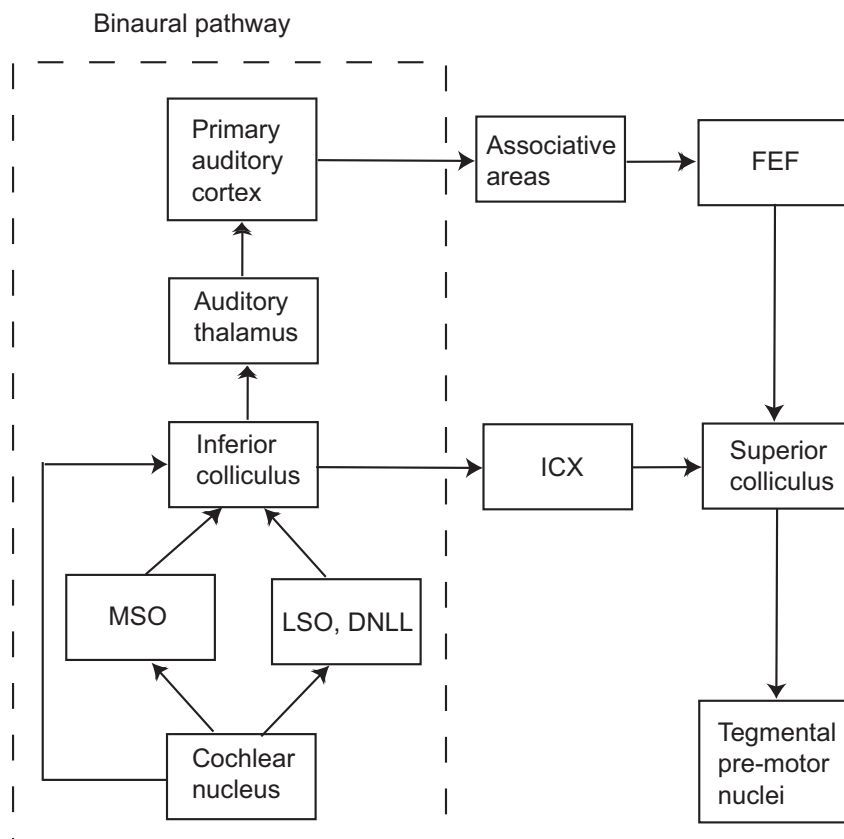 Binaural pathway
Primary
auditory
cortex
Associative
areas
FEF
Auditory
thalamus
Inferior
colliculus
ICX
Superior
colliculus
MSO
LSO, DNLL
Cochlear
nucleus
Tegmental
pre-motor
nuclei